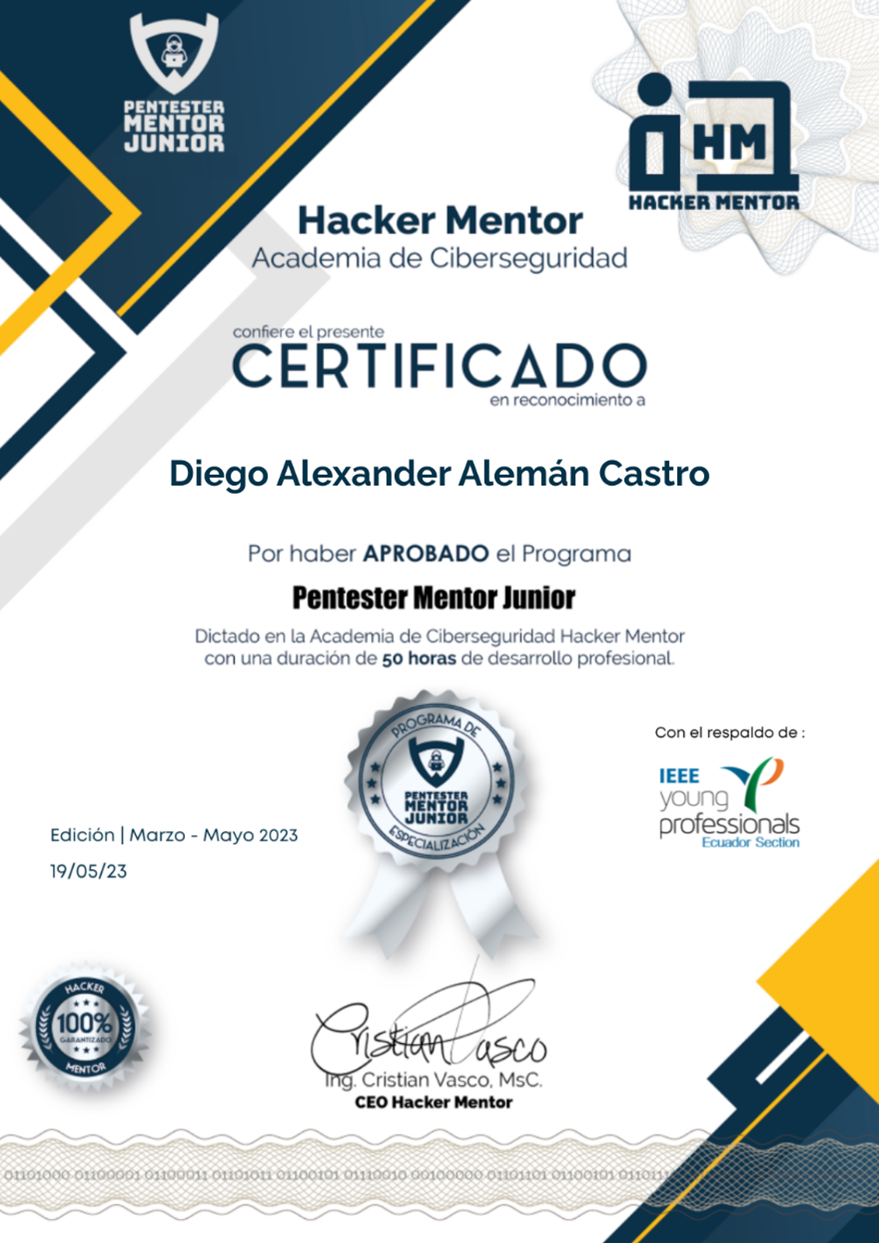 PENTESTER
MENTOR
JUNIOR
HM
HACKER MENTOR
Hacker Mentor
Academia de Ciberseguridad
confiere el presente
CERTIFICADO
en reconocimiento a
Diego Alexander Alemán Castro
Por haber APROBADO el Programa
Pentester Mentor Junior
Dictado en la Academia de Ciberseguridad Hacker Mentor
con una duración de 50 horas de desarrollo profesional.
PROGRAMA DE
PENTESTER
MENTOR
JUNIOR
ESPECIALIZACIÓN
Con el respaldo de :
IEEE
young
professionals
Ecuador Section
Edición | Marzo - Mayo 2023
19/05/23
HACKER
100%
GARANTIZADO
MENTOR
Cristian Vasco
Ing. Cristian Vasco, MsC.
CEO Hacker Mentor
01101000 01100001 01100011 01101011 01100101 01110010 00100000 01101101 01100101